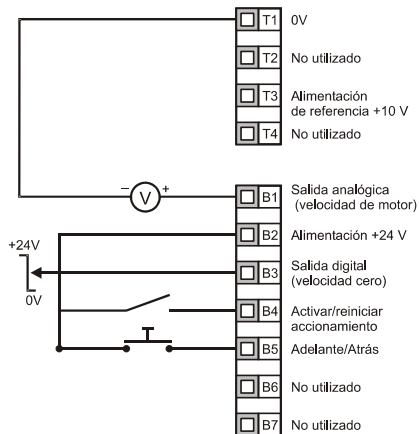 T1 0V
T2 No utilizado
T3 Alimentación
de referencia +10 V
T4 No utilizado
– V +
B1 Salida analógica
(velocidad de motor)
B2 Alimentación +24 V
+24V
0V
B3 Salida digital
(velocidad cero)
B4 Activar/reiniciar
accionamiento
B5 Adelante/Atrás
B6 No utilizado
B7 No utilizado